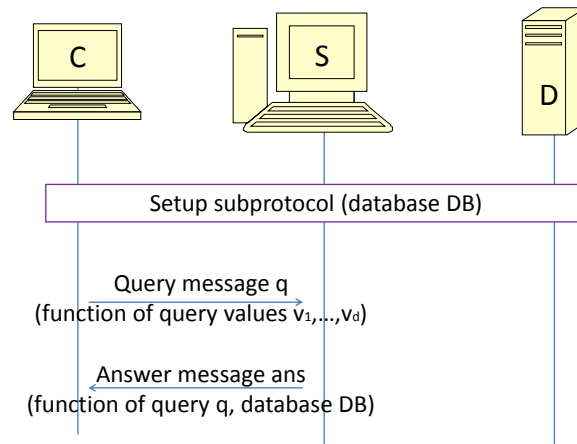 C
S
D
Setup subprotocol (database DB)
Query message q
(function of query values v₁,…,v_d)
Answer message ans
(function of query q, database DB)